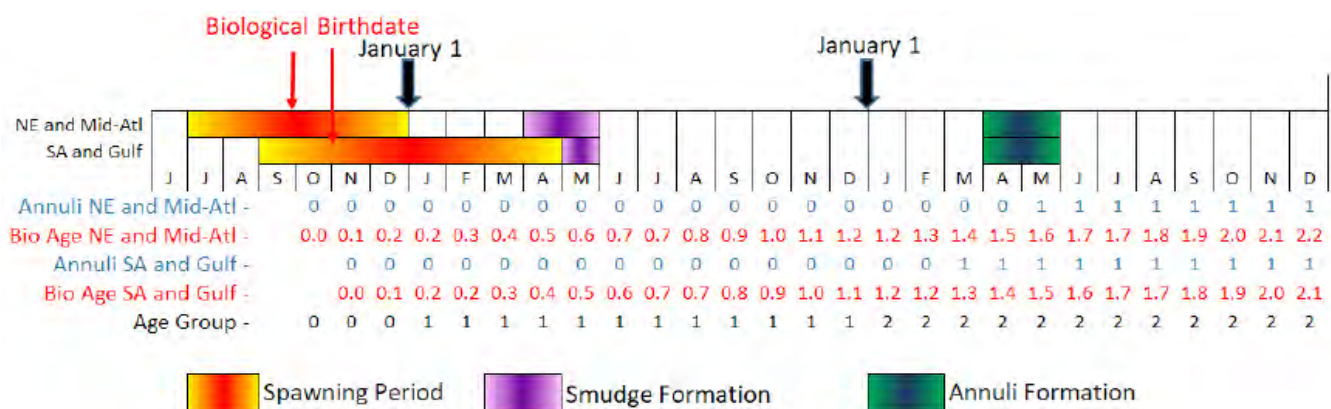 Biological Birthdate
January 1 January 1
NE and Mid-Atl
SA and Gulf
J J A S O N D J F M A M J J A S O N D J F M A M J J A S O N D
Annuli NE and Mid-Atl - 0 0 0 0 0 0 0 0 0 0 0 0 0 0 0 0 0 0 0 1 1 1 1 1 1 1 1
Bio Age NE and Mid-Atl - 0.0 0.1 0.2 0.2 0.3 0.4 0.5 0.6 0.7 0.7 0.8 0.9 1.0 1.1 1.2 1.2 1.3 1.4 1.5 1.6 1.7 1.7 1.8 1.9 2.0 2.1 2.2
Annuli SA and Gulf - 0 0 0 0 0 0 0 0 0 0 0 0 0 0 0 0 1 1 1 1 1 1 1 1 1 1
Bio Age SA and Gulf - 0.0 0.1 0.2 0.2 0.3 0.4 0.5 0.6 0.7 0.7 0.8 0.9 1.0 1.1 1.2 1.2 1.3 1.4 1.5 1.6 1.7 1.7 1.8 1.9 2.0 2.1
Age Group - 0 0 0 1 1 1 1 1 1 1 1 1 1 1 1 2 2 2 2 2 2 2 2 2 2 2 2
Spawning Period Smudge Formation Annuli Formation